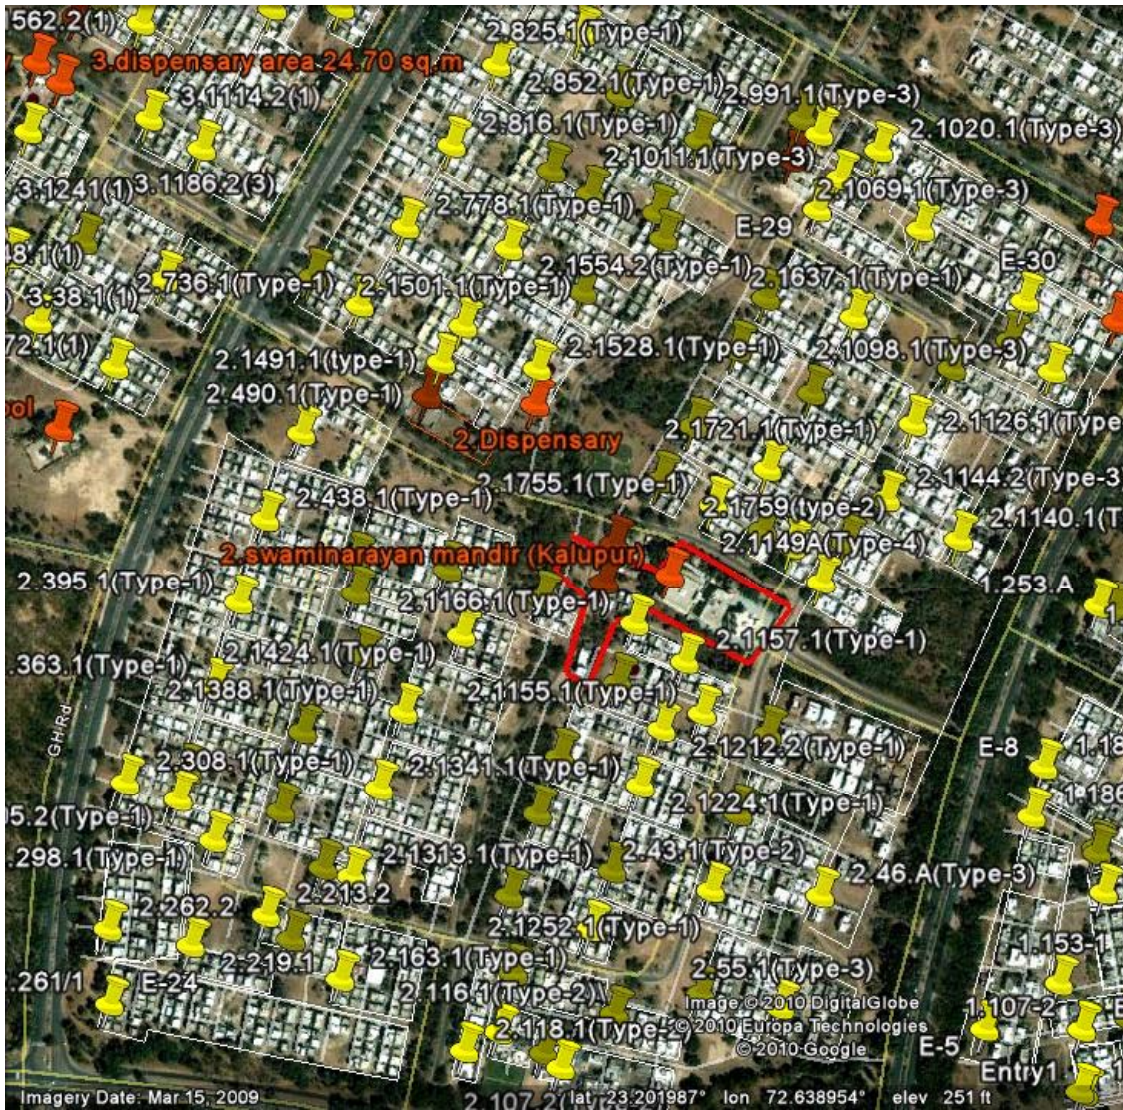 562.2(1)
2.825.1(Type-1)
3.dispensary area 24.70 sq.m
2.852.1(Type-1)
2.991.1(Type-3)
3.1114.2(1)
2.816.1(Type-1)
2.1020.1(Type-3)
2.1011.1(Type-3)
3.1241(1)
3.1186.2(3)
2.1069.1(Type-3)
2.778.1(Type-1)
E-29
48.1(1)
2.1554.2(Type-1)
E-30
2.736.1(Type-1)
2.1501.1(Type-1)
2.1637.1(Type-1)
3.38.1(1)
72.1(1)
2.1491.1(type-1)
2.1528.1(Type-1)
2.1098.1(Type-3)
2.490.1(Type-1)
ool
2.Dispensary
2.1721.1(Type-1)
2.1126.1(Type
2.438.1(Type-1)
2.1755.1(Type-1)
2.1144.2(Type-3)
2.1759(type-2)
2.1140.1(T
2.swaminarayan mandir (Kalupur)
2.1149A(Type-4)
2.395.1(Type-1)
1.253.A
2.1166.1(Type-1)
2.1157.1(Type-1)
.363.1(Type-1)
2.1424.1(Type-1)
2.1388.1(Type-1)
2.1155.1(Type-1)
GH Rd
2.1212.2(Type-1)
E-8
1.18
2.308.1(Type-1)
2.1341.1(Type-1)
1.186
05.2(Type-1)
2.1224.1(Type-1)
.298.1(Type-1)
2.1313.1(Type-1)
2.43.1(Type-2)
2.46.A(Type-3)
2.262.2
2.213.2
2.1252.1(Type-1)
1.153-1
.261/1
E-24
2.219.1
2.163.1(Type-1)
2.55.1(Type-3)
2.116.1(Type-2)\
1.107-2
Image © 2010 DigitalGlobe
2.118.1(Type-2)
© 2010 Europa Technologies
© 2010 Google
E-5
Entry1.
Imagery Date: Mar 15, 2009
2.107.2(Type-2)
lat 23.201987° lon 72.638954° elev 251 ft